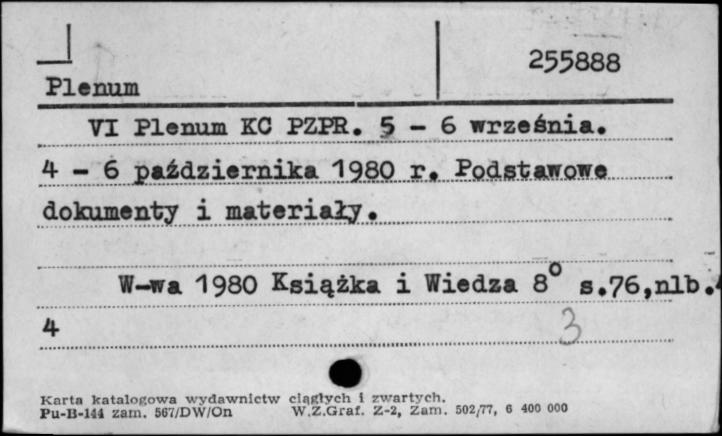 255888
Plenum
VI Plenum KC PZPR. 5 - 6 września.
4 - 6 października 1980 r. Podstawowe
dokumenty i materiały.
W-wa 1980 Książka i Wiedza 8° s.76,nlb.4
4
3
Karta katalogowa wydawnictw ciągłych i zwartych.
Pu-B-144 zam. 567/DW/On W.Z.Graf. Z-2, Zam. 502/77, 6 400 000